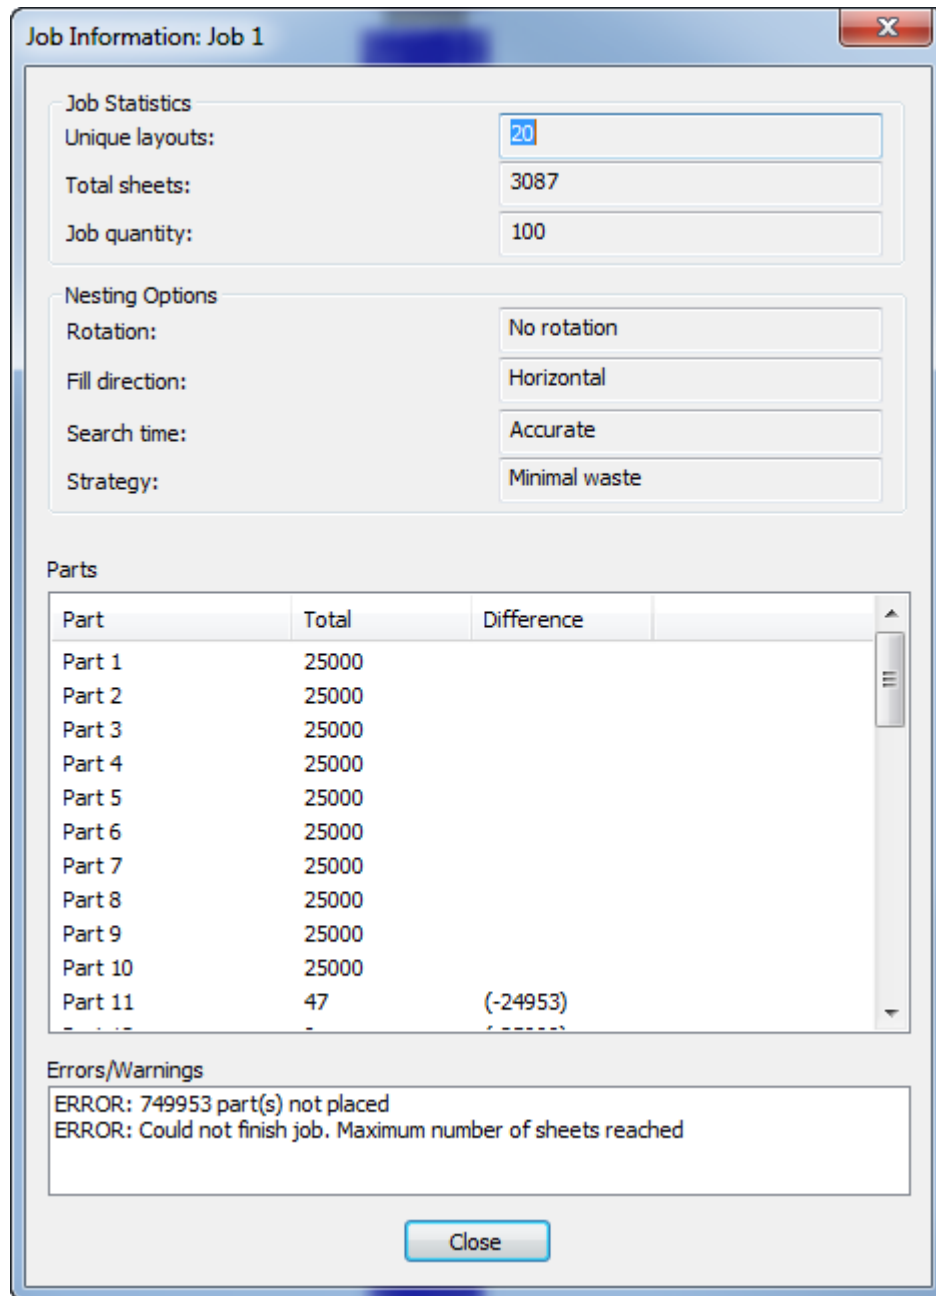 Job Information: Job 1
Job Statistics
Unique layouts: 20
Total sheets: 3087
Job quantity: 100
Nesting Options
Rotation: No rotation
Fill direction: Horizontal
Search time: Accurate
Strategy: Minimal waste
Parts
Part Total Difference
Part 1 25000
Part 2 25000
Part 3 25000
Part 4 25000
Part 5 25000
Part 6 25000
Part 7 25000
Part 8 25000
Part 9 25000
Part 10 25000
Part 11 47 (-24953)
Errors/Warnings
ERROR: 749953 part(s) not placed
ERROR: Could not finish job. Maximum number of sheets reached
Close